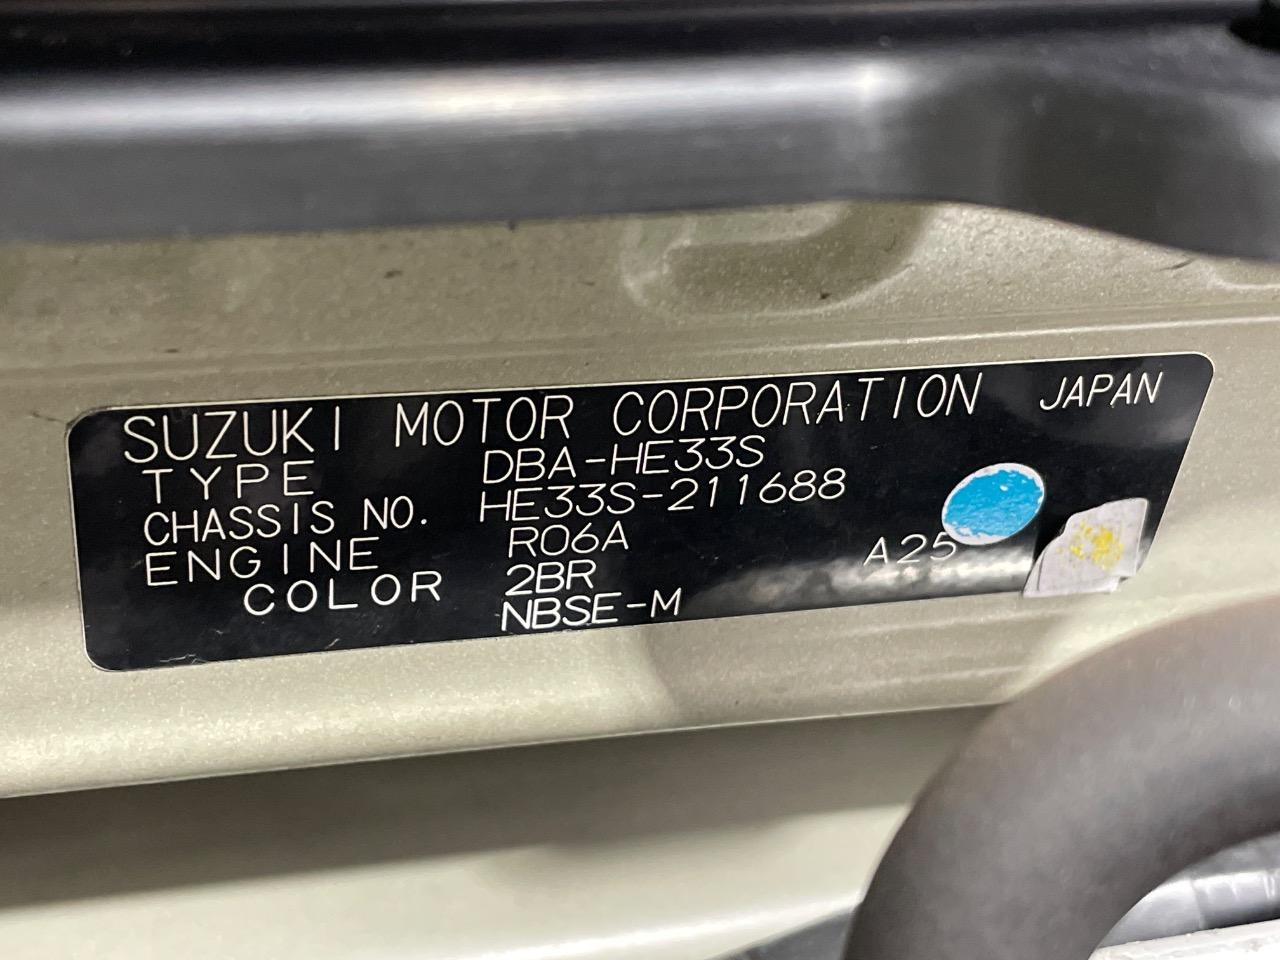 SUZUKI MOTOR CORPORATION JAPAN
TYPE DBA-HE33S
CHASSIS NO. HE33S-211688
ENGINE R06A A25
COLOR 2BR
NBSE-M